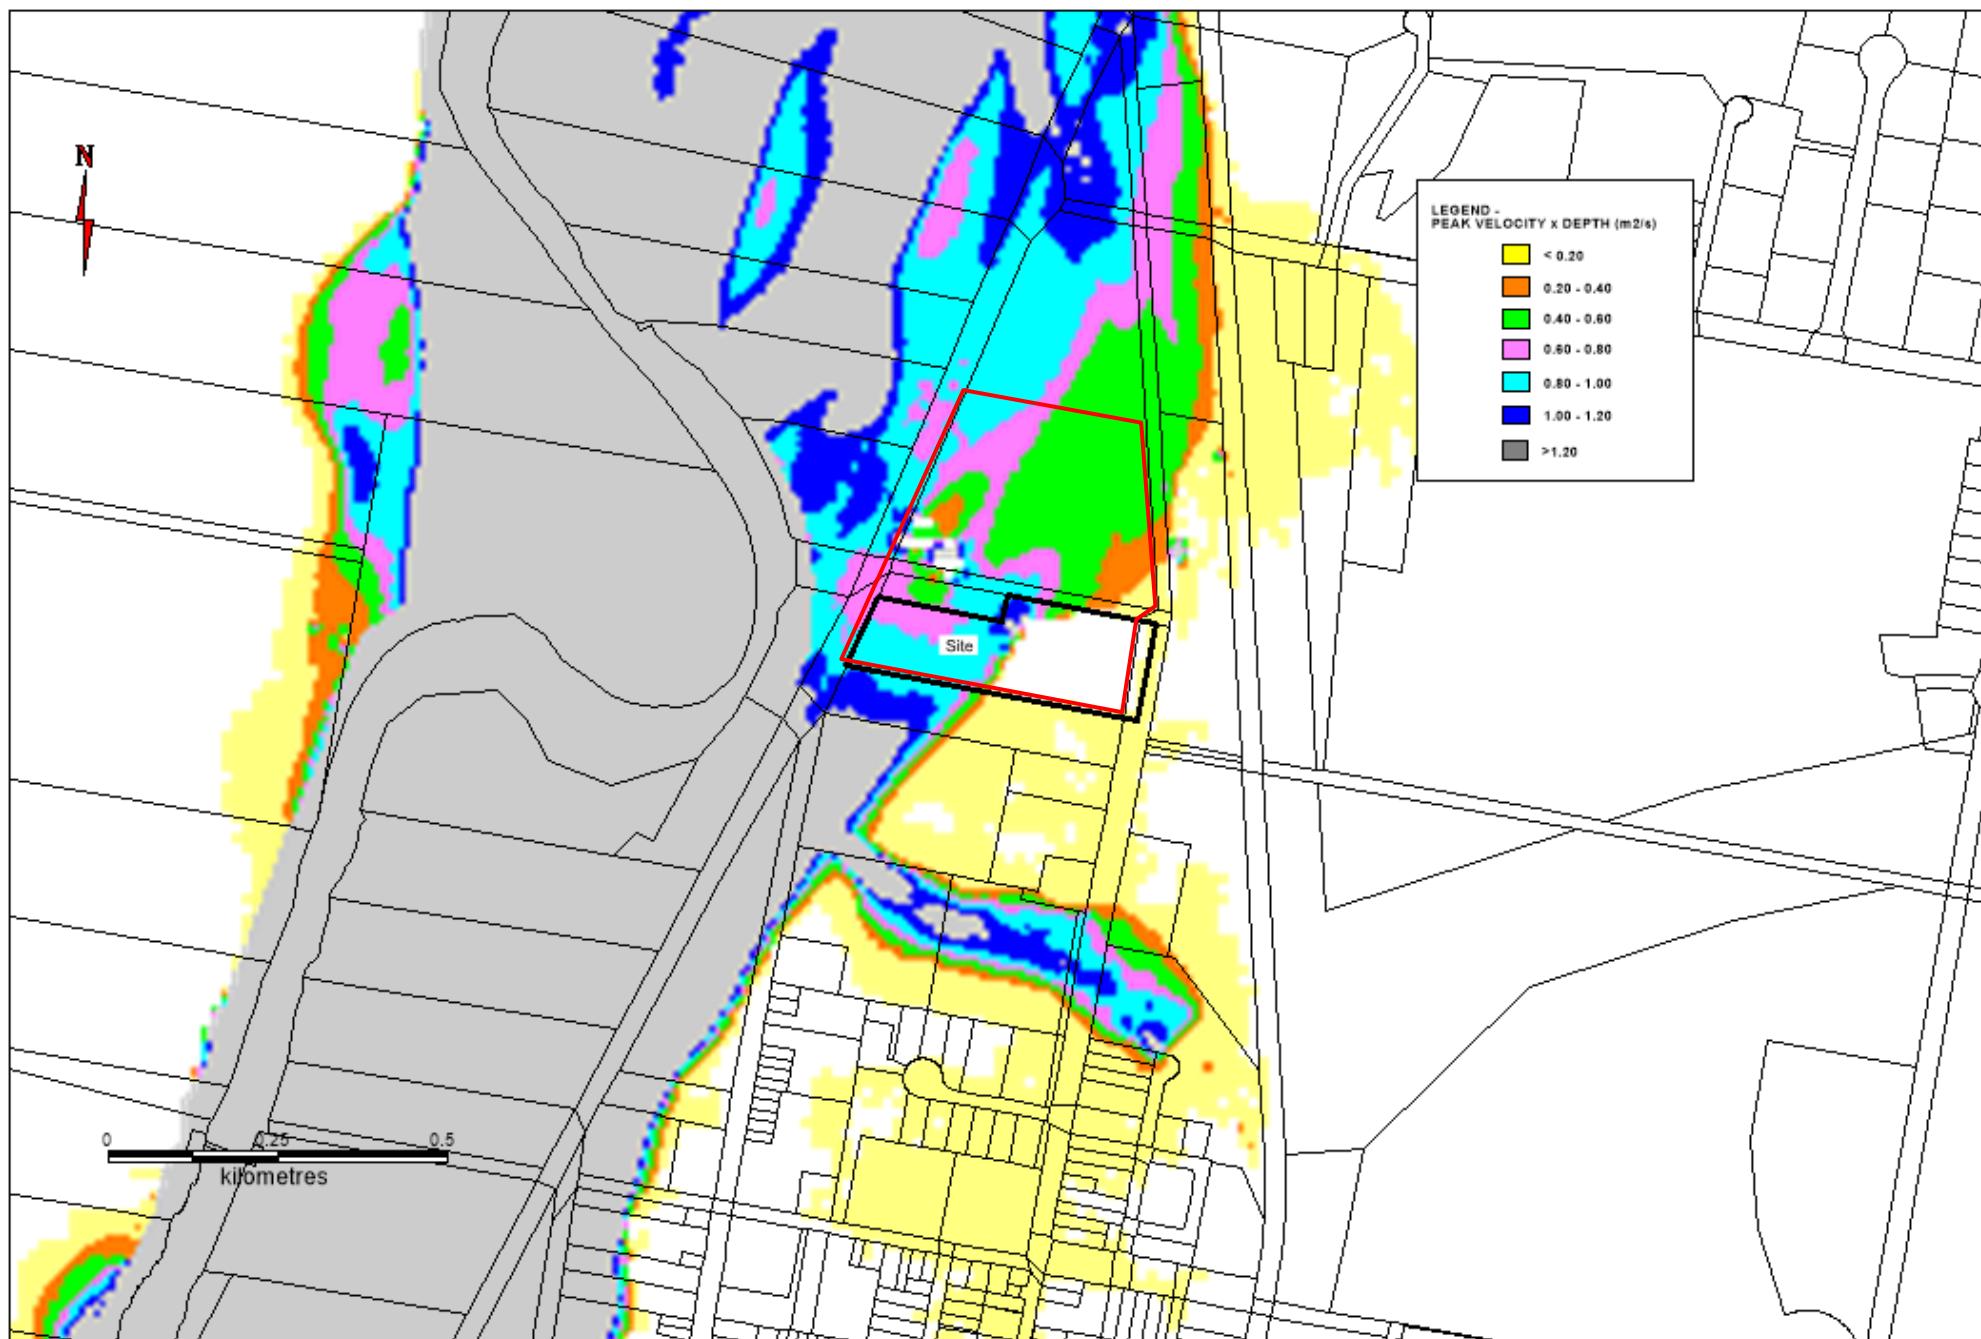 N
LEGEND -
PEAK VELOCITY x DEPTH (m2/s)
< 0.20
0.20 - 0.40
0.40 - 0.60
0.60 - 0.80
0.80 - 1.00
1.00 - 1.20
>1.20
Site
0 0.25 0.5
kilometres